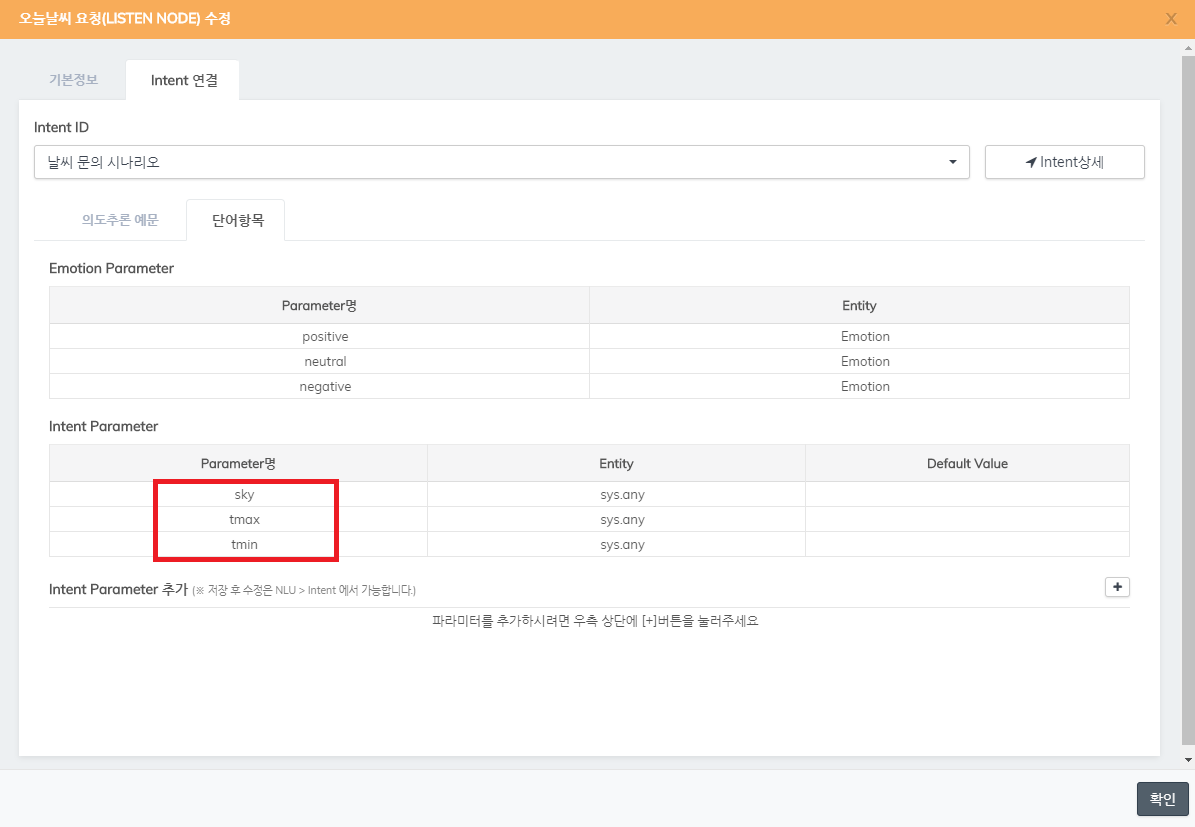 오늘날씨 요청(LISTEN NODE) 수정 X
기본정보 Intent 연결
Intent ID
날씨 문의 시나리오 Intent상세
의도추론 예문 단어항목
Emotion Parameter
Parameter명 Entity
positive Emotion
neutral Emotion
negative Emotion
Intent Parameter
Parameter명 Entity Default Value
sky sys.any
tmax sys.any
tmin sys.any
Intent Parameter 추가 (※ 저장 후 수정은 NLU > Intent 에서 가능합니다.) +
파라미터를 추가하시려면 우측 상단에 [+]버튼을 눌러주세요
확인